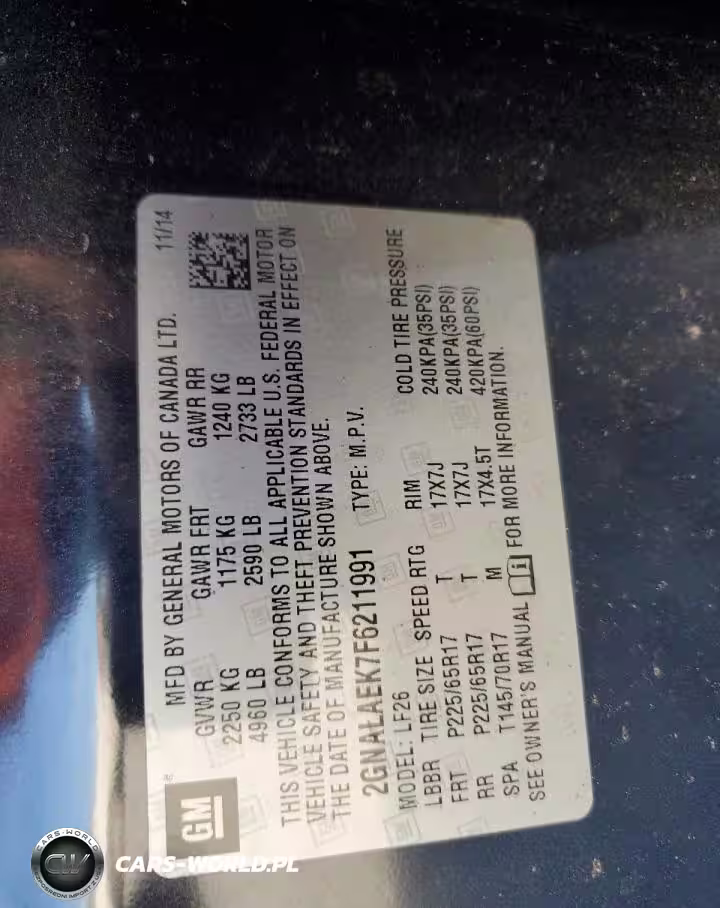 GM
MFD BY GENERAL MOTORS OF CANADA LTD. 11/14
GVWR GAWR FRT GAWR RR
2250 KG 1175 KG 1240 KG
4960 LB 2590 LB 2733 LB
THIS VEHICLE CONFORMS TO ALL APPLICABLE U.S. FEDERAL MOTOR
VEHICLE SAFETY AND THEFT PREVENTION STANDARDS IN EFFECT ON
THE DATE OF MANUFACTURE SHOWN ABOVE.
2GNALAEK7F6211991 TYPE: M.P.V.
MODEL: LF26
LBBR TIRE SIZE SPEED RTG RIM COLD TIRE PRESSURE
FRT P225/65R17 T 17X7J 240KPA(35PSI)
RR P225/65R17 T 17X7J 240KPA(35PSI)
SPA T145/70R17 M 17X4.5T 420KPA(60PSI)
SEE OWNER'S MANUAL FOR MORE INFORMATION.
CARS-WORLD
CW
CARS-WORLD.PL